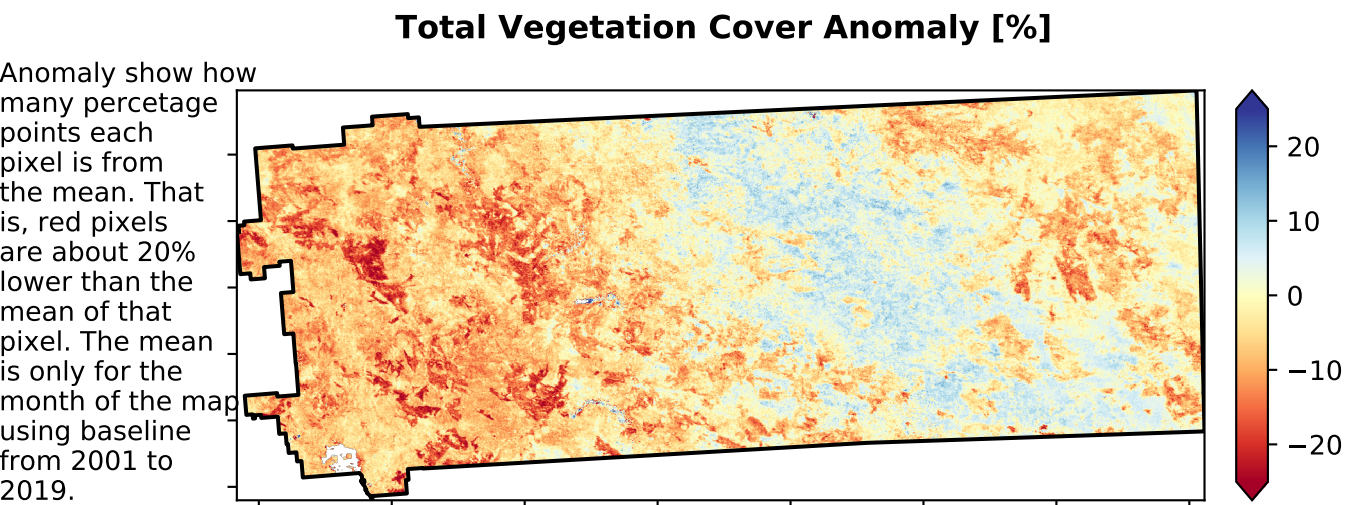 Total Vegetation Cover Anomaly [%]
Anomaly show how
many percetage
points each
pixel is from
the mean. That
is, red pixels
are about 20%
lower than the
mean of that
pixel. The mean
is only for the
month of the map
using baseline
from 2001 to
2019.
20
10
0
−10
−20